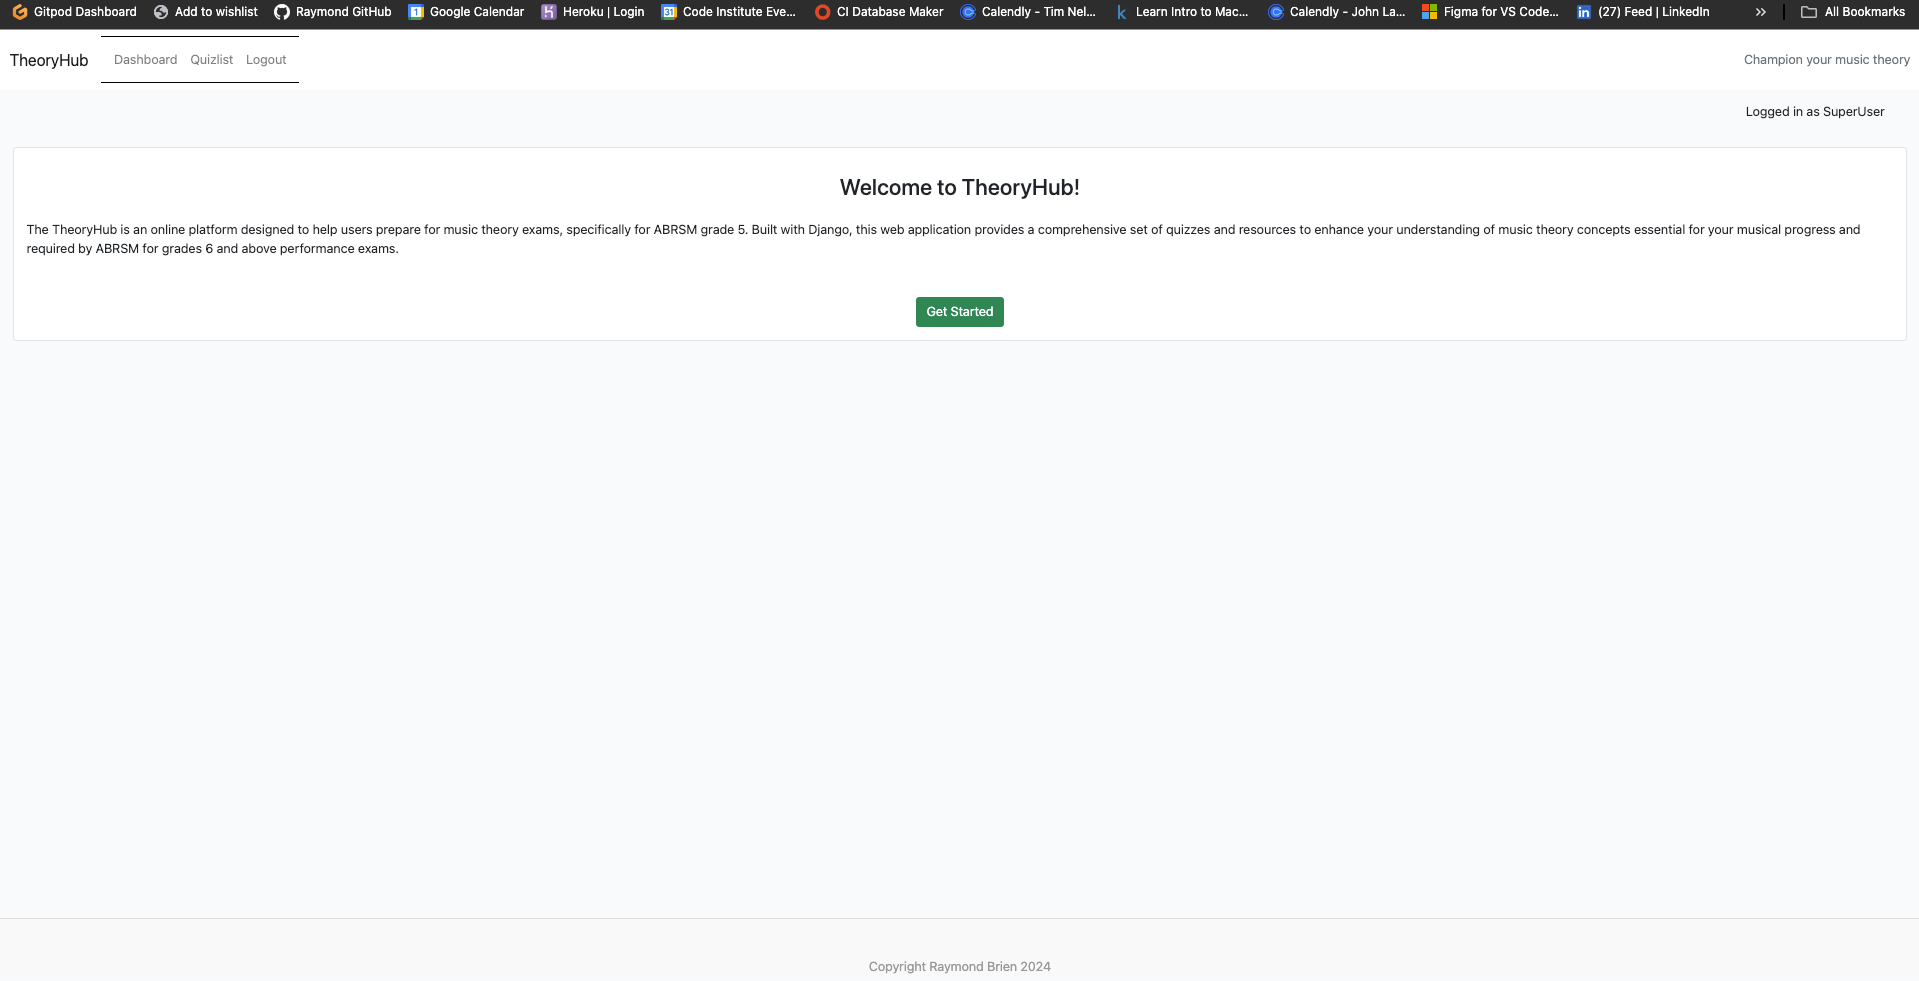 Gitpod Dashboard Add to wishlist Raymond GitHub Google Calendar Heroku | Login Code Institute Eve... CI Database Maker Calendly - Tim Nel... Learn Intro to Mac... Calendly - John La... Figma for VS Code... (27) Feed | LinkedIn » All Bookmarks
TheoryHub Dashboard Quizlist Logout Champion your music theory
Logged in as SuperUser
Welcome to TheoryHub!
The TheoryHub is an online platform designed to help users prepare for music theory exams, specifically for ABRSM grade 5. Built with Django, this web application provides a comprehensive set of quizzes and resources to enhance your understanding of music theory concepts essential for your musical progress and
required by ABRSM for grades 6 and above performance exams.
Get Started
Copyright Raymond Brien 2024